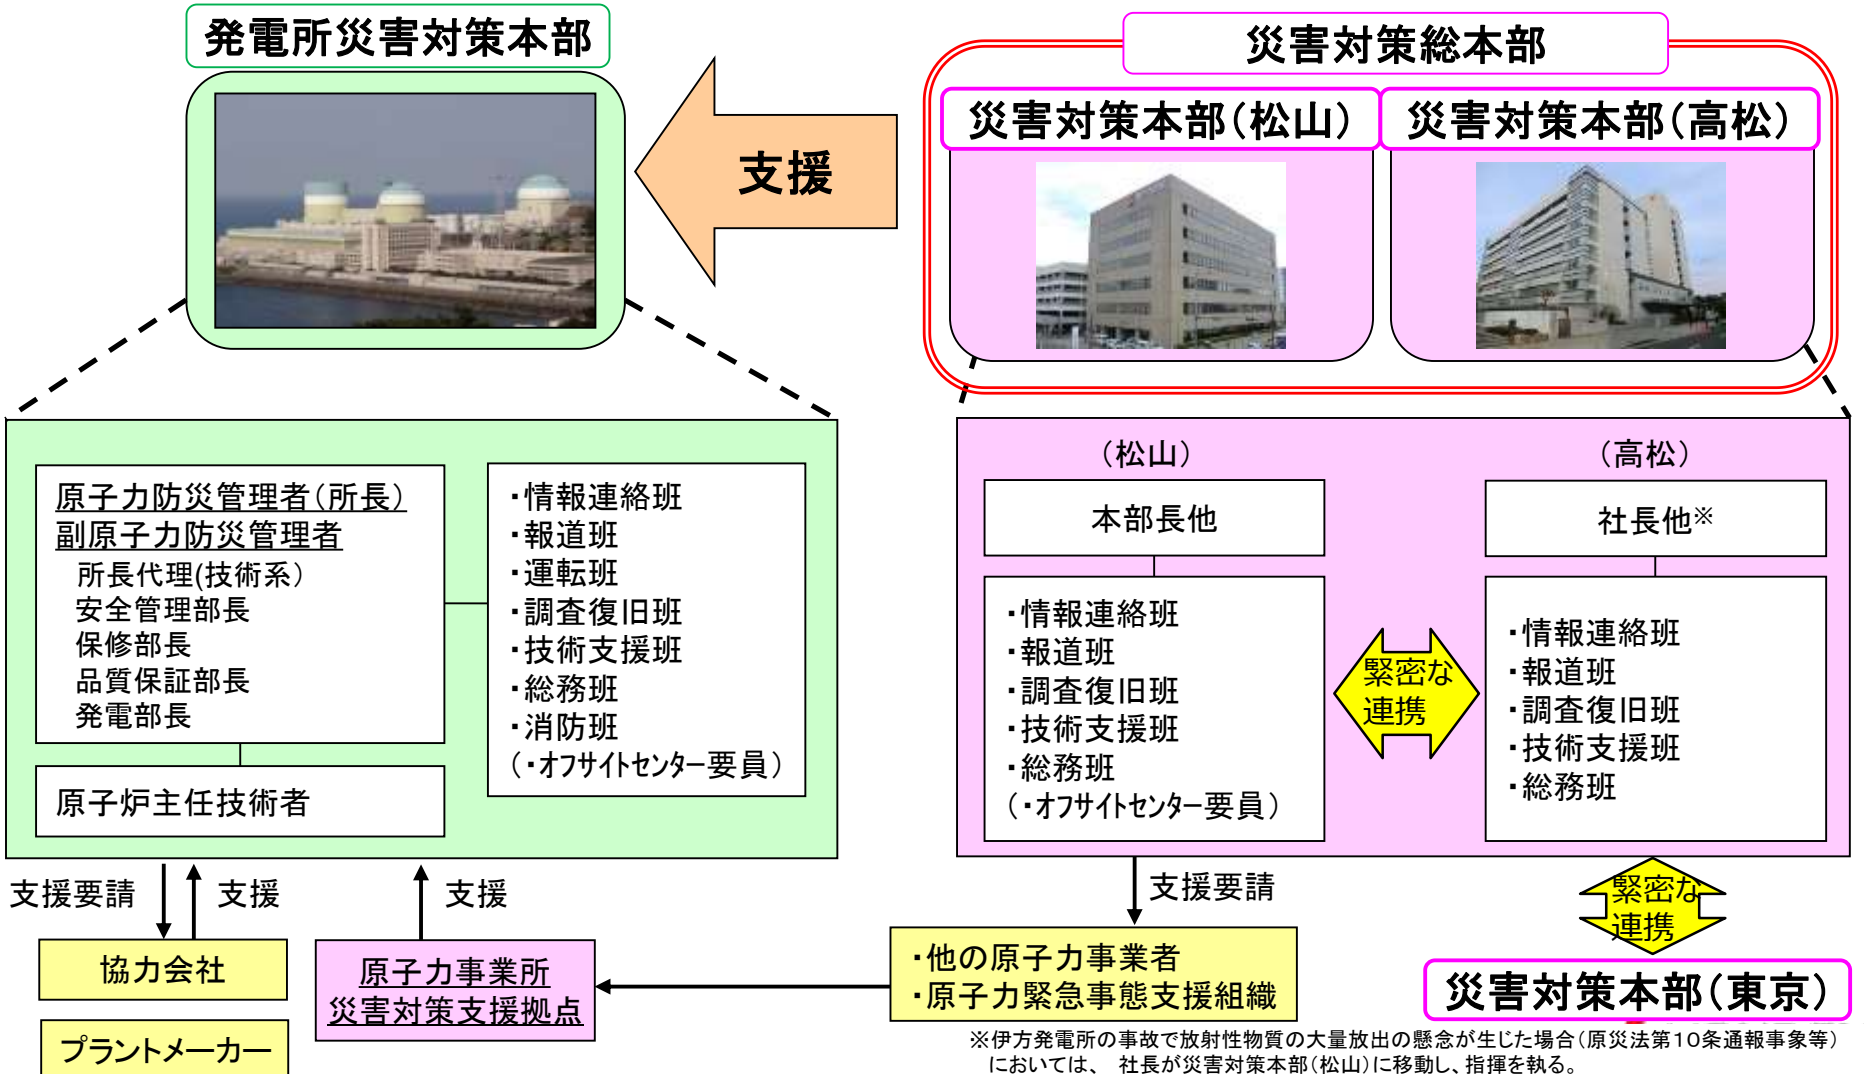 発電所災害対策本部
災害対策総本部
災害対策本部(松山)
災害対策本部(高松)
支援
原子力防災管理者(所長)
副原子力防災管理者
所長代理(技術系)
安全管理部長
保修部長
品質保証部長
発電部長
原子炉主任技術者
・情報連絡班
・報道班
・運転班
・調査復旧班
・技術支援班
・総務班
・消防班
(・オフサイトセンター要員)
(松山)
本部長他
・情報連絡班
・報道班
・調査復旧班
・技術支援班
・総務班
(・オフサイトセンター要員)
緊密な
連携
(高松)
社長他※
・情報連絡班
・報道班
・調査復旧班
・技術支援班
・総務班
支援要請
支援
支援
支援要請
緊密な
連携
協力会社
プラントメーカー
原子力事業所
災害対策支援拠点
・他の原子力事業者
・原子力緊急事態支援組織
災害対策本部(東京)
※伊方発電所の事故で放射性物質の大量放出の懸念が生じた場合(原災法第10条通報事象等)
においては、 社長が災害対策本部(松山)に移動し、指揮を執る。